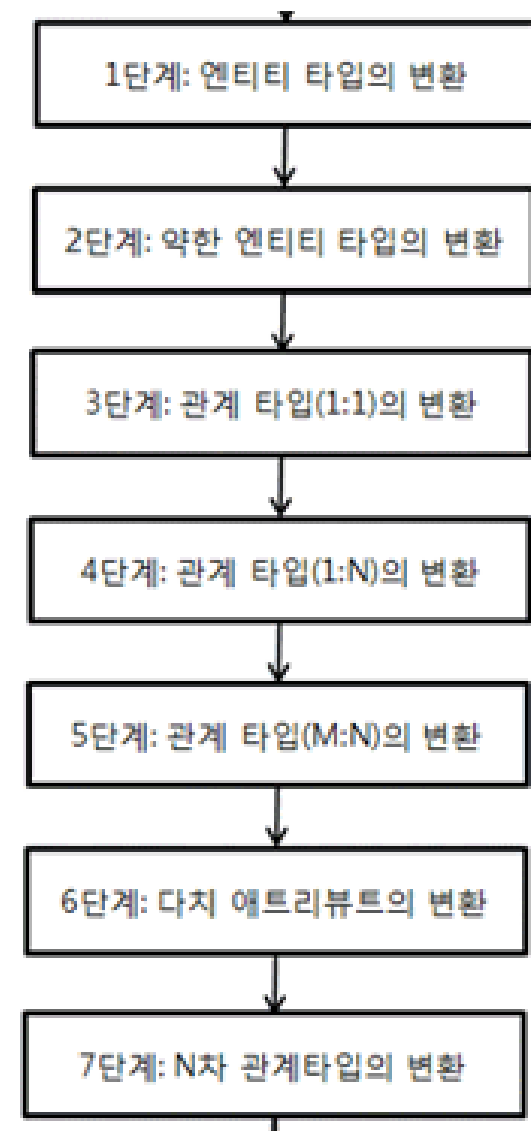 1단계: 엔티티 타입의 변환
2단계: 약한 엔티티 타입의 변환
3단계: 관계 타입(1:1)의 변환
4단계: 관계 타입(1:N)의 변환
5단계: 관계 타입(M:N)의 변환
6단계: 다치 애트리뷰트의 변환
7단계: N차 관계타입의 변환